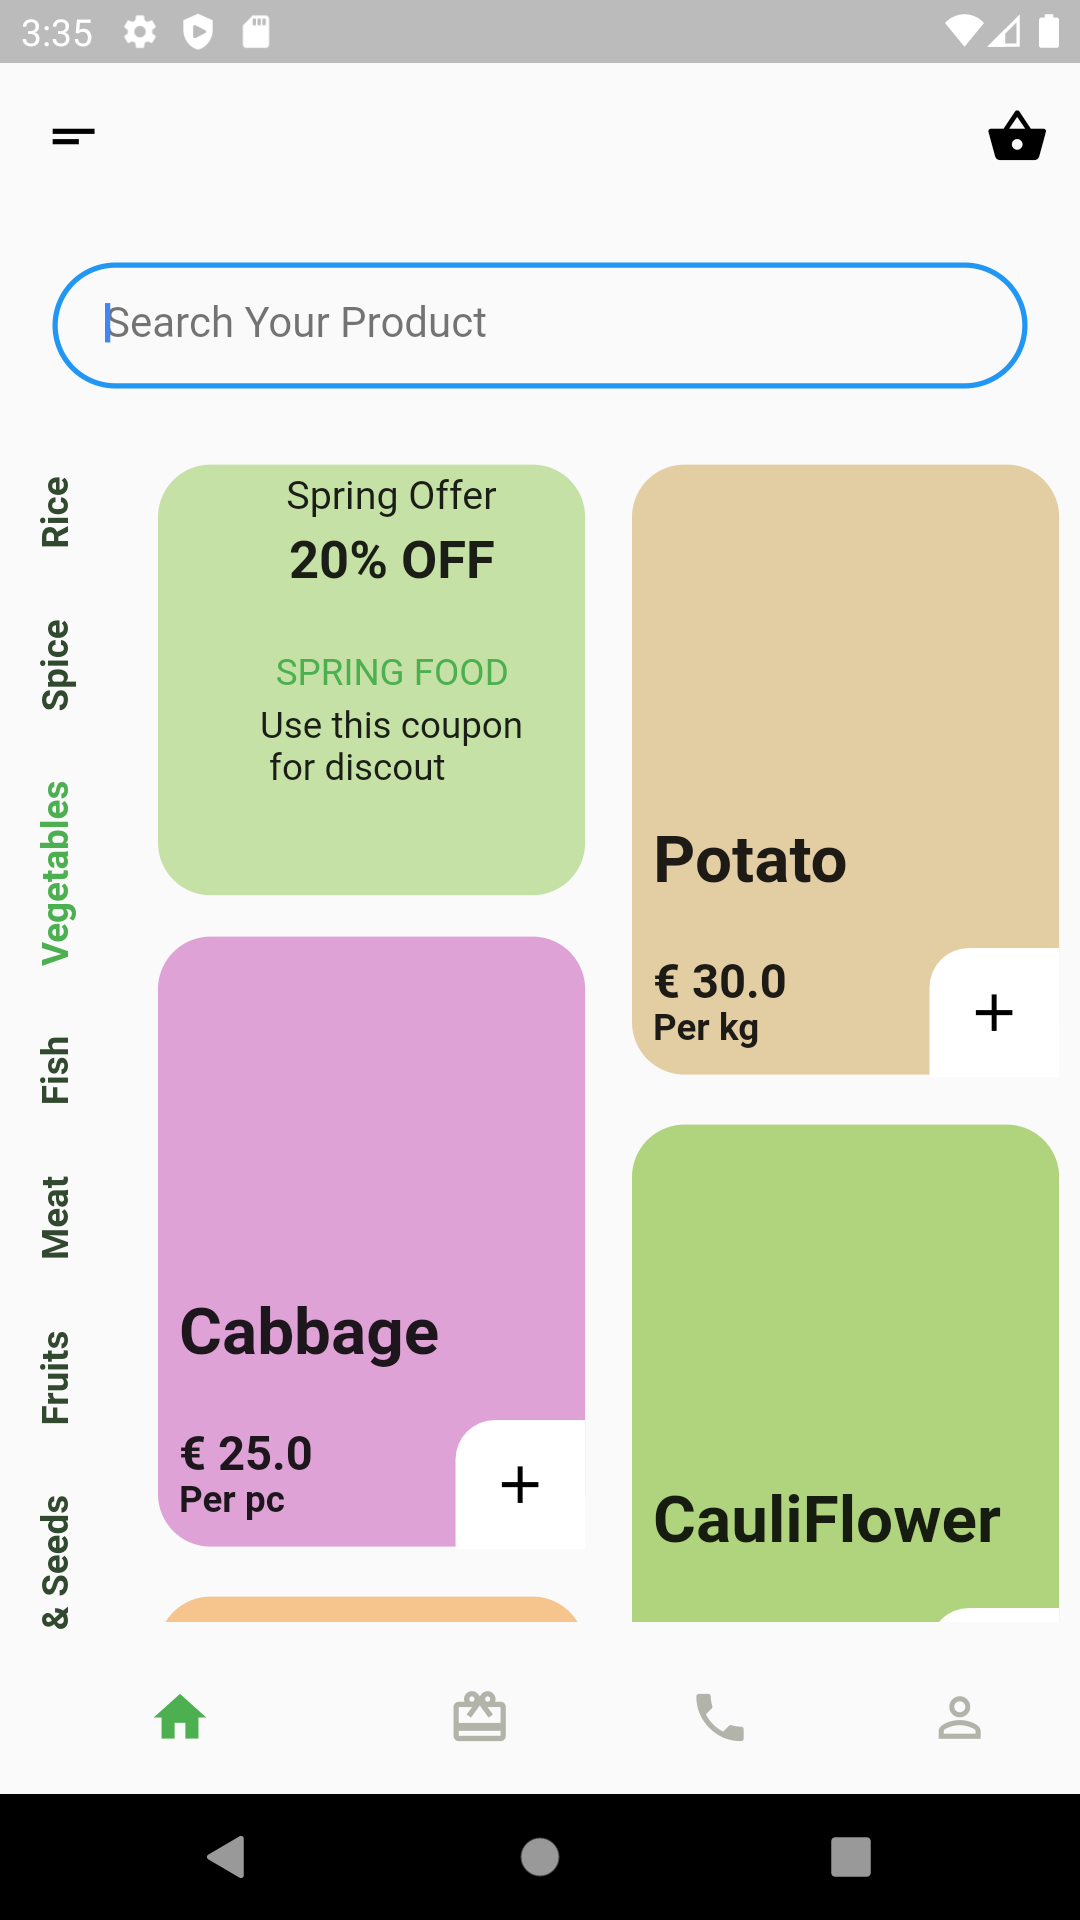 3:35
Search Your Product
Rice
Spice
Vegetables
Fish
Meat
Fruits
& Seeds
Spring Offer
20% OFF
SPRING FOOD
Use this coupon
for discout
Potato
€ 30.0
Per kg
Cabbage
€ 25.0
Per pc
CauliFlower